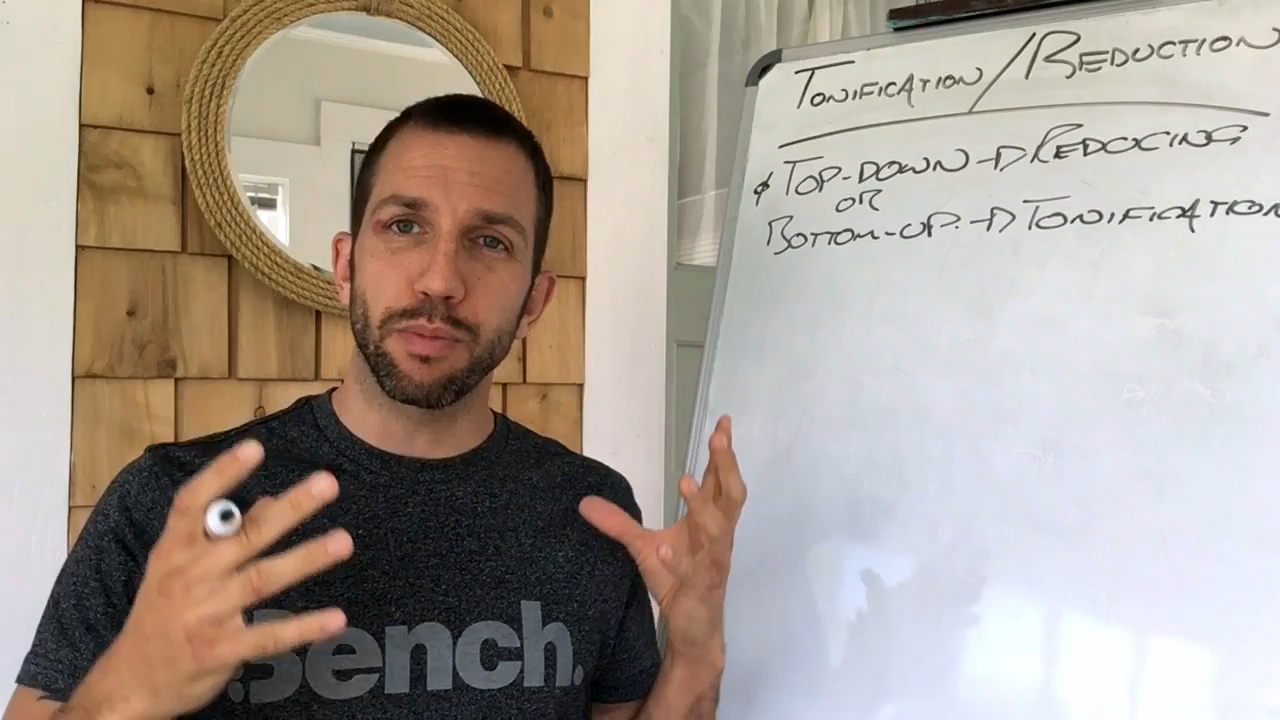 TONIFICATION/REDUCTION
TOP-DOWN → REDUCING
OR
BOTTOM-UP. → TONIFICATION
Bench.